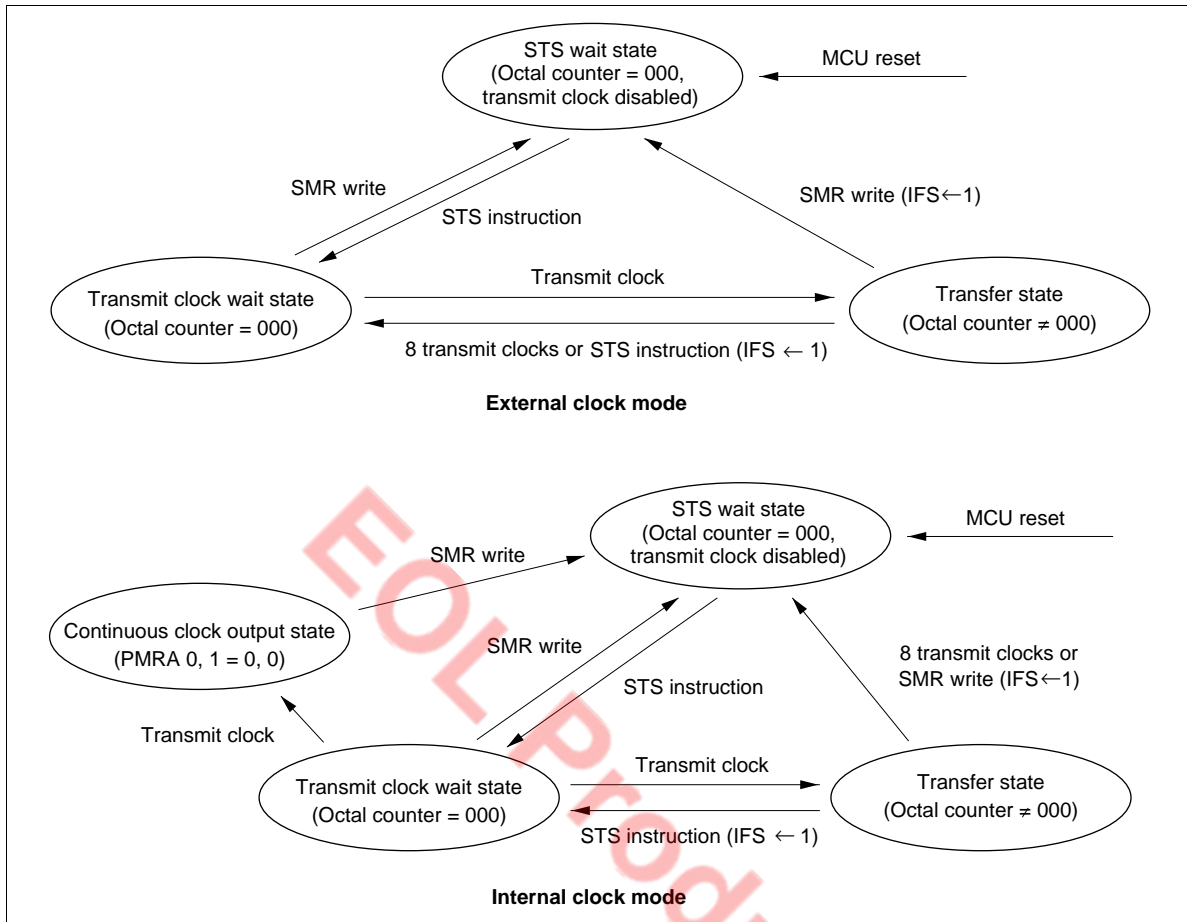 STS wait state
(Octal counter = 000,
transmit clock disabled)
MCU reset
SMR write
STS instruction
SMR write (IFS←1)
Transmit clock wait state
(Octal counter = 000)
Transmit clock
Transfer state
(Octal counter ≠ 000)
8 transmit clocks or STS instruction (IFS ← 1)
External clock mode
STS wait state
(Octal counter = 000,
transmit clock disabled)
MCU reset
SMR write
Continuous clock output state
(PMRA 0, 1 = 0, 0)
SMR write
STS instruction
8 transmit clocks or
SMR write (IFS←1)
Transmit clock
Transmit clock wait state
(Octal counter = 000)
Transmit clock
Transfer state
(Octal counter ≠ 000)
STS instruction (IFS ← 1)
Internal clock mode
EOL Produ